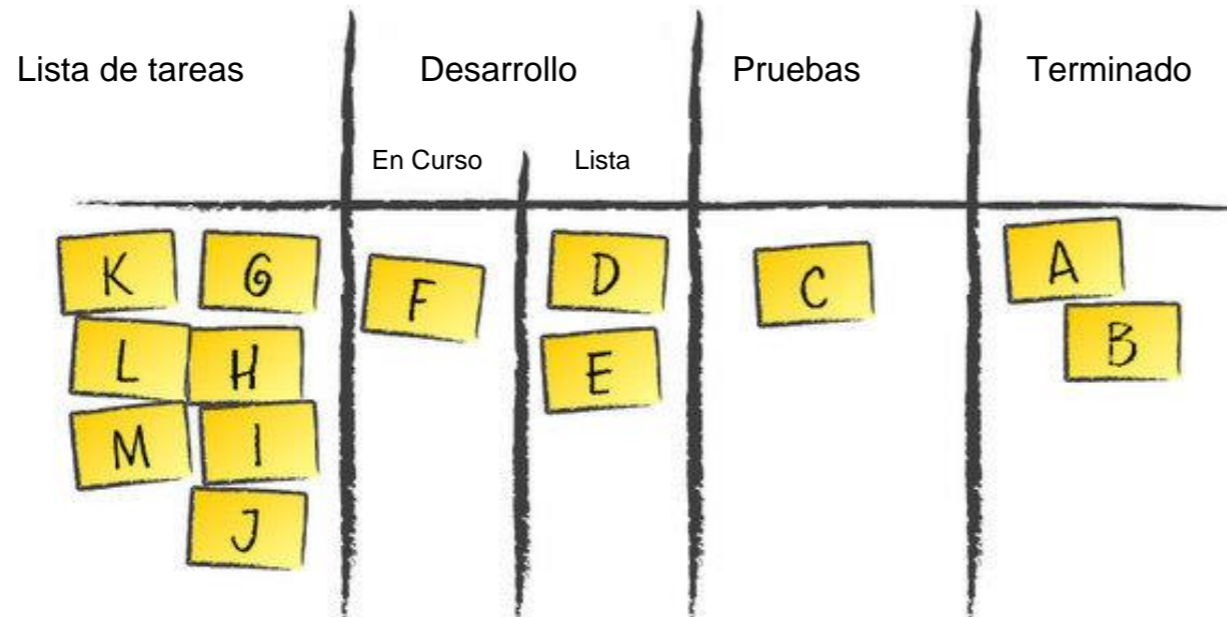 Lista de tareas Desarrollo Pruebas Terminado
En Curso Lista
K G F D C A
L H E B
M I
J